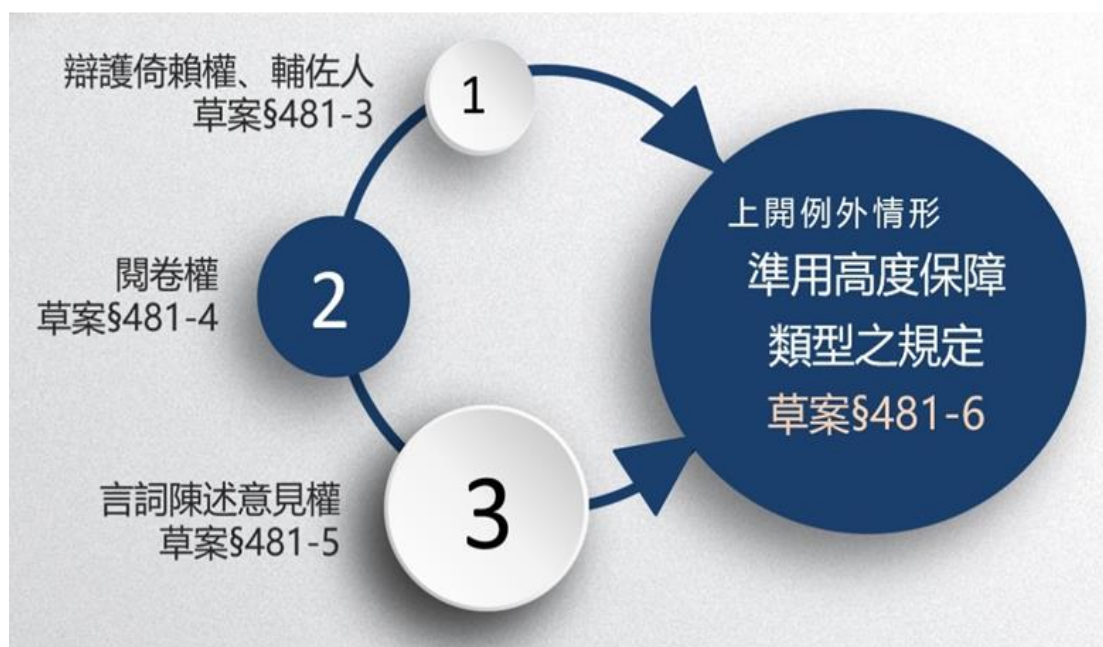 辯護倚賴權、輔佐人
草案§481-3
1
閱卷權
草案§481-4
2
言詞陳述意見權
草案§481-5
3
上開例外情形
準用高度保障
類型之規定
草案§481-6